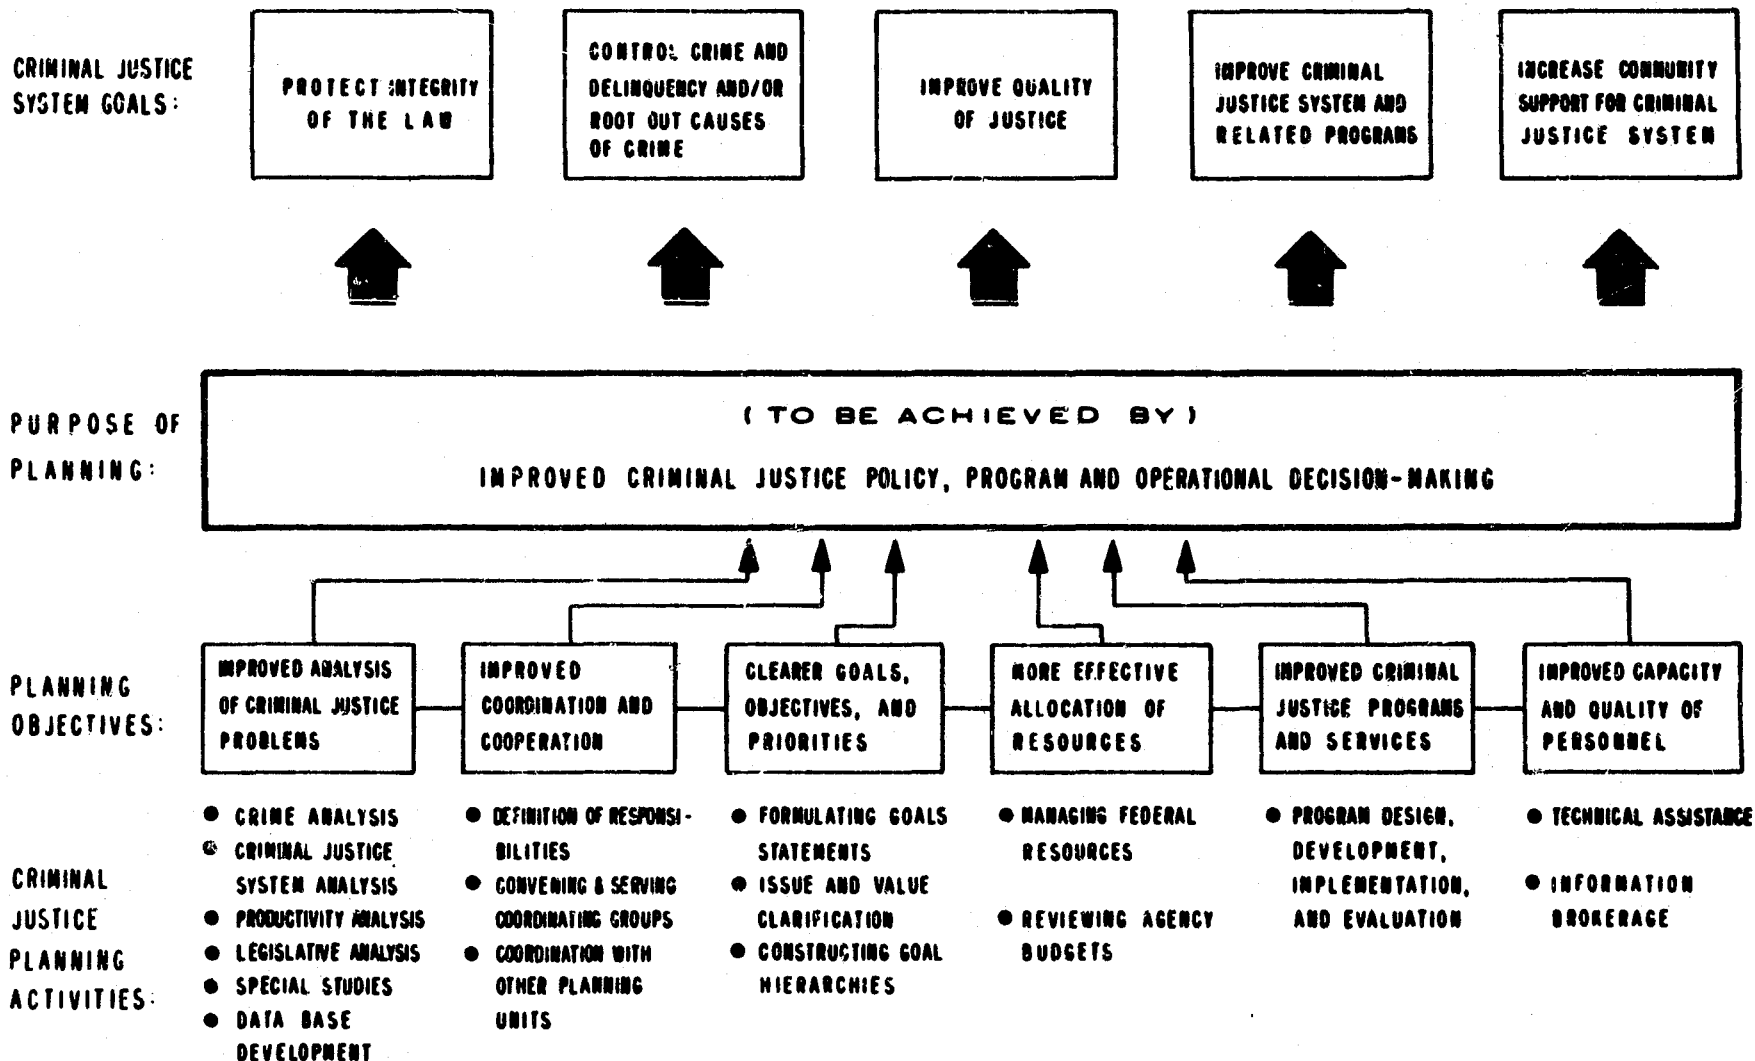 CRIMINAL JUSTICE
SYSTEM GOALS:
PROTECT INTEGRITY
OF THE LAW
CONTROL CRIME AND
DELINQUENCY AND/OR
ROOT OUT CAUSES
OF CRIME
IMPROVE QUALITY
OF JUSTICE
IMPROVE CRIMINAL
JUSTICE SYSTEM AND
RELATED PROGRAMS
INCREASE COMMUNITY
SUPPORT FOR CRIMINAL
JUSTICE SYSTEM
PURPOSE OF
PLANNING:
(TO BE ACHIEVED BY)
IMPROVED CRIMINAL JUSTICE POLICY, PROGRAM AND OPERATIONAL DECISION-MAKING
PLANNING
OBJECTIVES:
IMPROVED ANALYSIS
OF CRIMINAL JUSTICE
PROBLEMS
IMPROVED
COORDINATION AND
COOPERATION
CLEARER GOALS,
OBJECTIVES, AND
PRIORITIES
MORE EFFECTIVE
ALLOCATION OF
RESOURCES
IMPROVED CRIMINAL
JUSTICE PROGRAMS
AND SERVICES
IMPROVED CAPACITY
AND QUALITY OF
PERSONNEL
CRIMINAL
JUSTICE
PLANNING
ACTIVITIES:
● CRIME ANALYSIS
● CRIMINAL JUSTICE
SYSTEM ANALYSIS
● PRODUCTIVITY ANALYSIS
● LEGISLATIVE ANALYSIS
● SPECIAL STUDIES
● DATA BASE
DEVELOPMENT
● DEFINITION OF RESPONSI-
BILITIES
● CONVENING & SERVING
COORDINATING GROUPS
● COORDINATION WITH
OTHER PLANNING
UNITS
● FORMULATING GOALS
STATEMENTS
● ISSUE AND VALUE
CLARIFICATION
● CONSTRUCTING GOAL
HIERARCHIES
● MANAGING FEDERAL
RESOURCES
● REVIEWING AGENCY
BUDGETS
● PROGRAM DESIGN,
DEVELOPMENT,
IMPLEMENTATION,
AND EVALUATION
● TECHNICAL ASSISTANCE
● INFORMATION
BROKERAGE